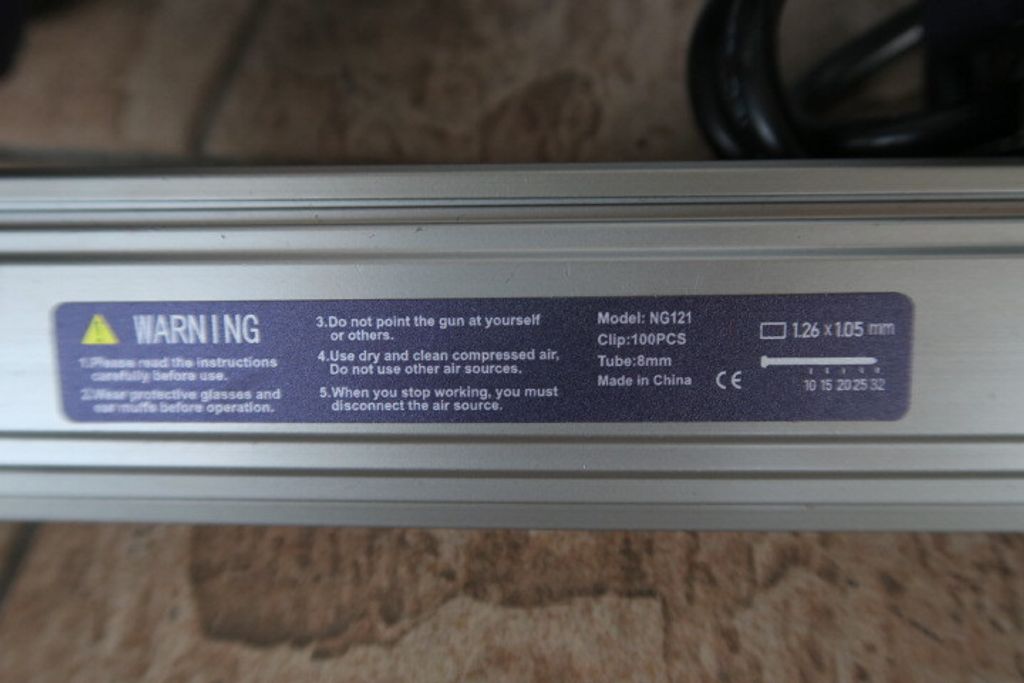 WARNING
1.Please read the instructions
carefully before use.
2.Wear protective glasses and
ear muffs before operation.
3.Do not point the gun at yourself
or others.
4.Use dry and clean compressed air,
Do not use other air sources.
5.When you stop working, you must
disconnect the air source.
Model: NG121
Clip:100PCS
Tube:8mm
Made in China CE
1.26 x 1.05 mm
10 15 20 25 32